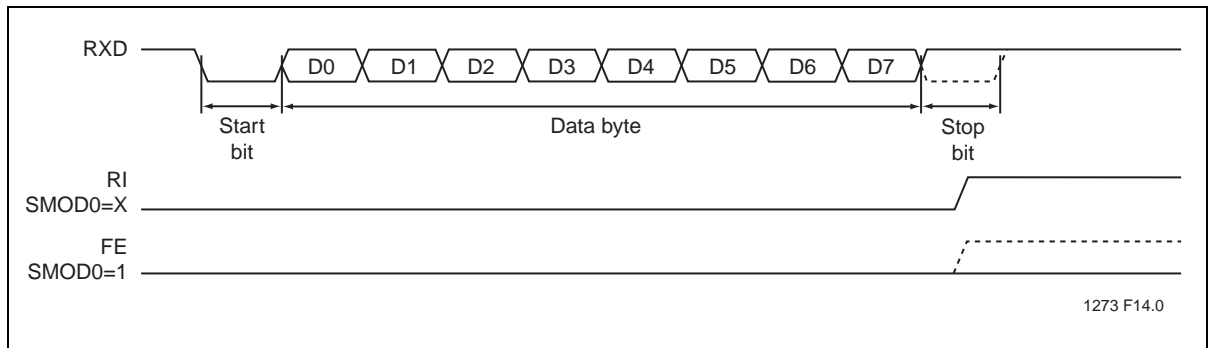 RXD
D0 D1 D2 D3 D4 D5 D6 D7
Start
bit
Data byte
Stop
bit
RI
SMOD0=X
FE
SMOD0=1
1273 F14.0